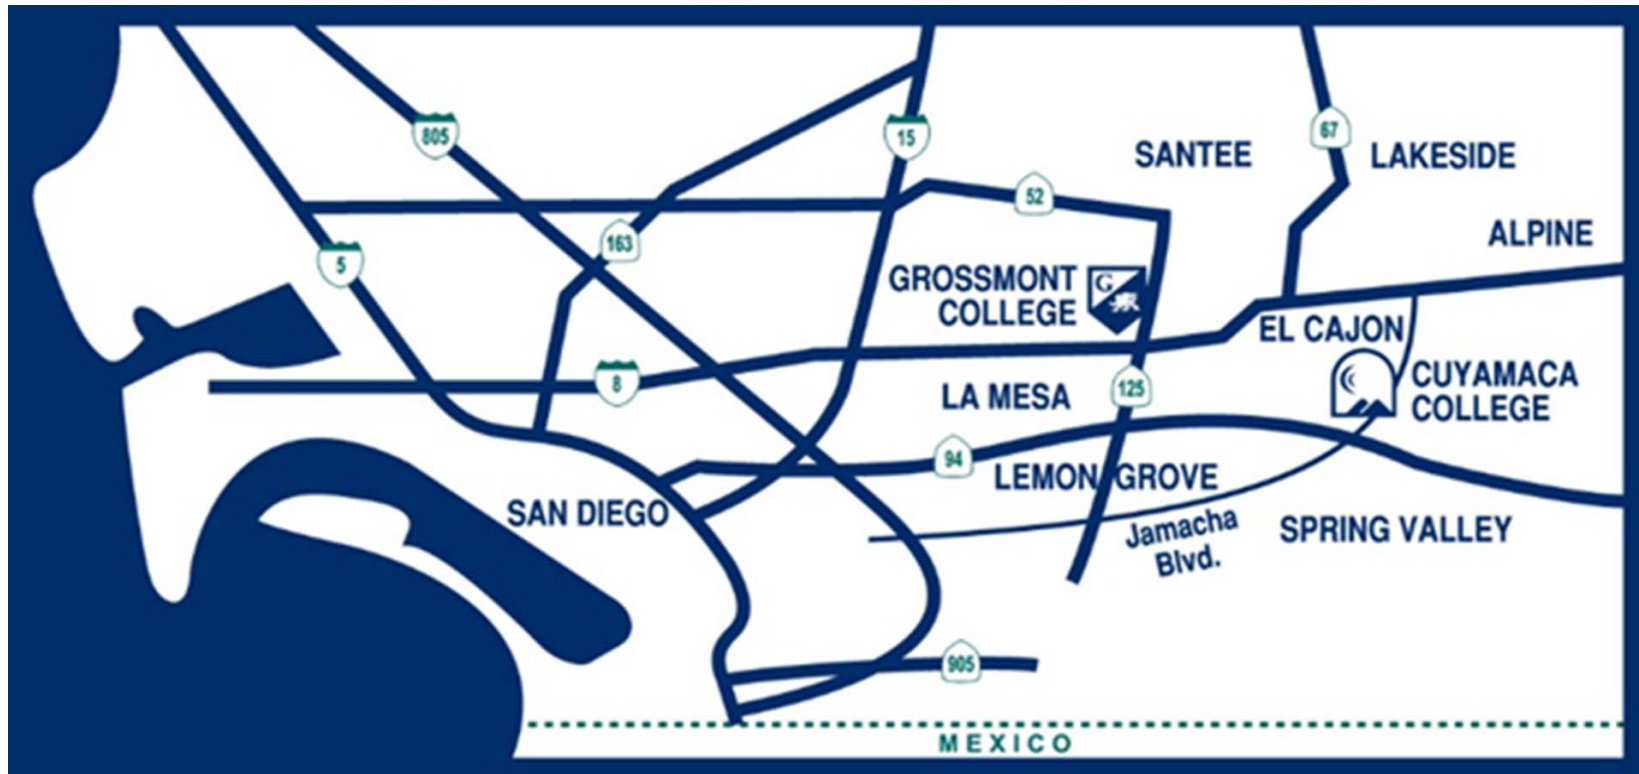 805
15
67
SANTEE
LAKESIDE
52
163
5
ALPINE
GROSSMONT
COLLEGE
G
EL CAJON
8
125
LA MESA
CUYAMACA
COLLEGE
94
LEMON GROVE
SAN DIEGO
Jamacha
Blvd.
SPRING VALLEY
905
MEXICO